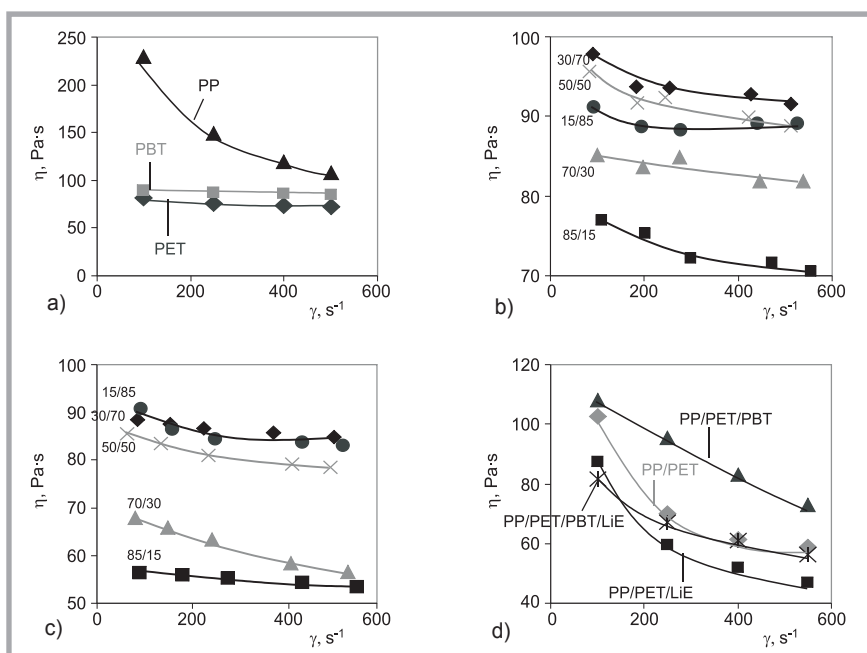 250
200
150
100
50
0
η, Pa·s
PP
PBT
PET
0
200
400
600
a)
γ, s⁻¹
100
90
80
70
η, Pa·s
30/70
50/50
15/85
70/30
85/15
0
200
400
600
b)
γ, s⁻¹
100
90
80
70
60
50
η, Pa·s
15/85
30/70
50/50
70/30
85/15
0
200
400
600
c)
γ, s⁻¹
120
100
80
60
40
η, Pa·s
PP/PET/PBT
PP/PET
PP/PET/PBT/LiE
PP/PET/LiE
0
200
400
600
d)
γ, s⁻¹